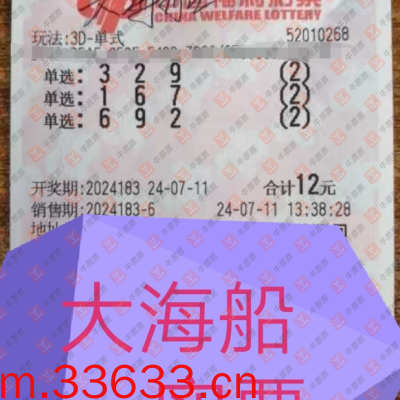 CHINA WELFARE LOTTERY
玩法:3D-单式
52010268
单选: 3 2 9 (2)
单选: 1 6 7 (2)
单选: 6 9 2 (2)
开奖期:2024183 24-07-11 合计12元
销售期:2024183-6 24-07-11 13:38:28
大海船
m.33633.cn